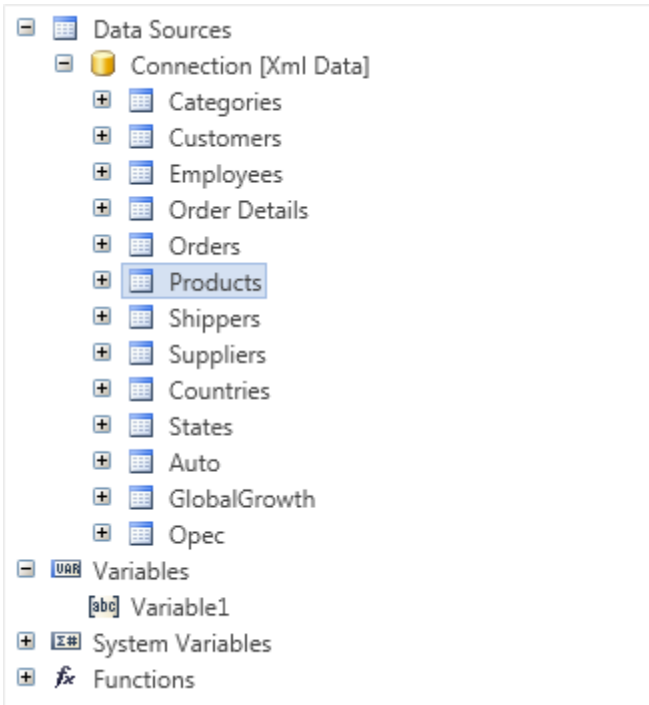 Data Sources
Connection [Xml Data]
Categories
Customers
Employees
Order Details
Orders
Products
Shippers
Suppliers
Countries
States
Auto
GlobalGrowth
Opec
VAR Variables
[abc] Variable1
Σ# System Variables
fx Functions